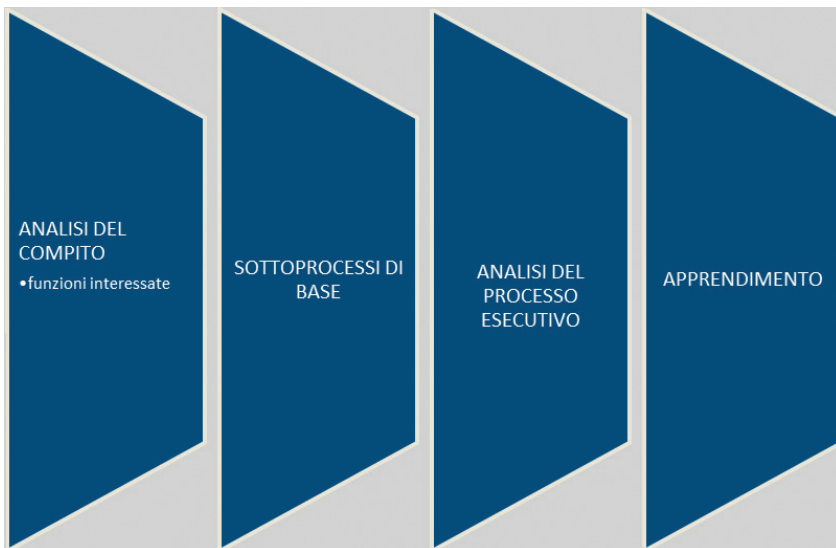 ANALISI DEL
COMPITO
•funzioni interessate
SOTTOPROCESSI DI
BASE
ANALISI DEL
PROCESSO
ESECUTIVO
APPRENDIMENTO